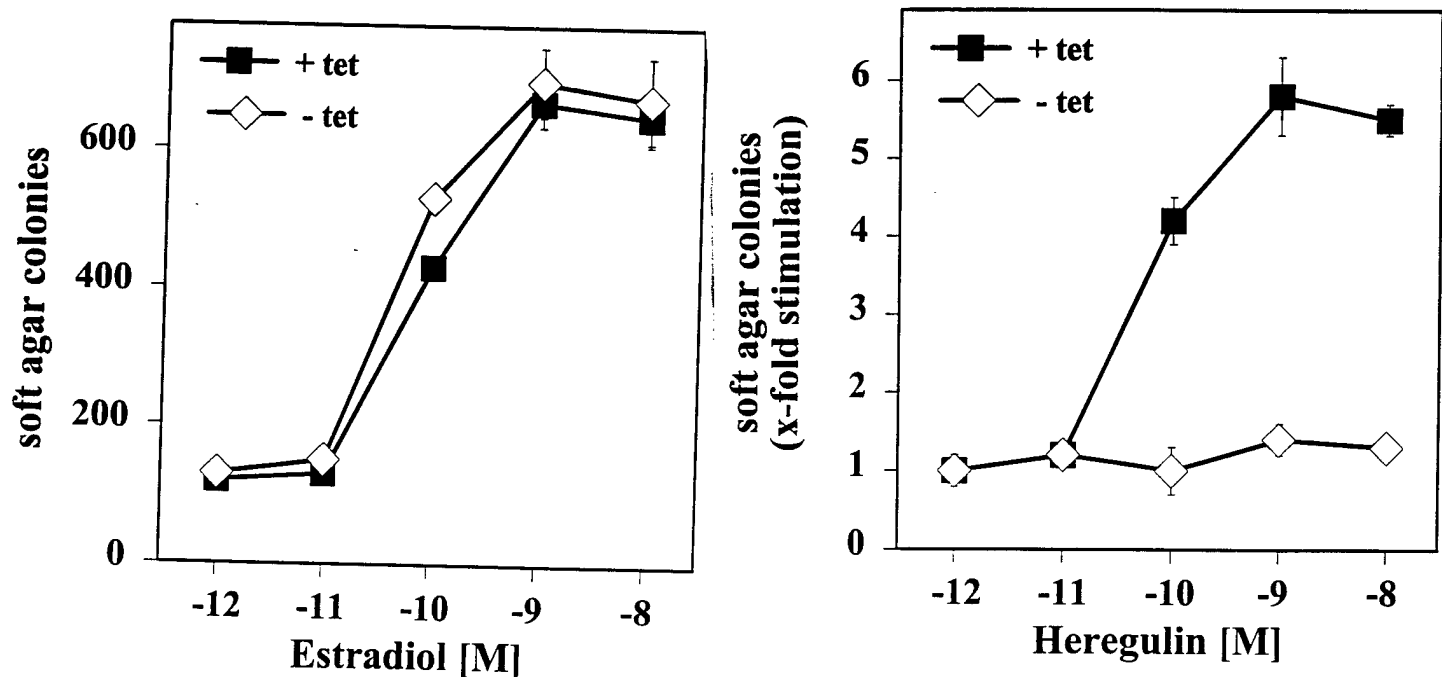 + tet
- tet
600
400
200
0
soft agar colonies
-12 -11 -10 -9 -8
Estradiol [M]
+ tet
- tet
6
5
4
3
2
1
0
soft agar colonies
(x-fold stimulation)
-12 -11 -10 -9 -8
Heregulin [M]